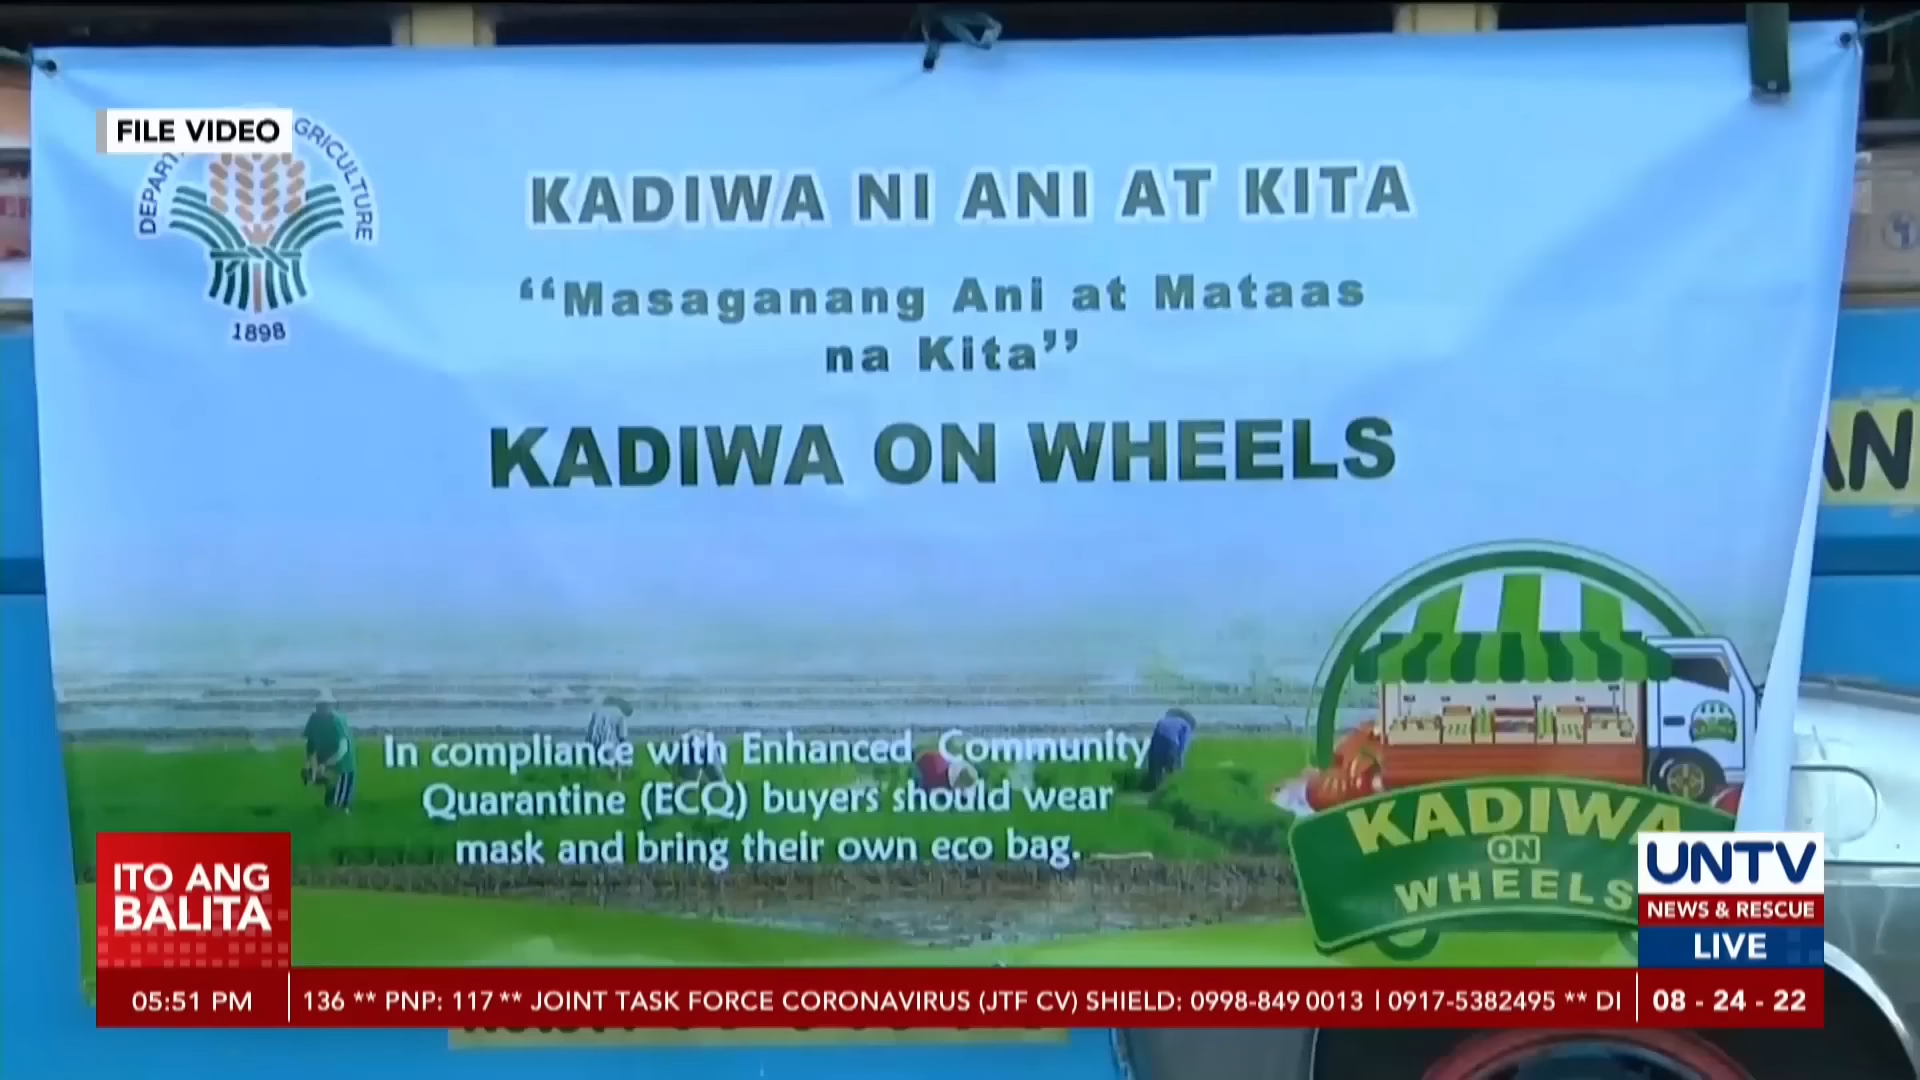 FILE VIDEO
GRICULTURE
1898
KADIWA NI ANI AT KITA
“Masaganang Ani at Mataas
na Kita”
KADIWA ON WHEELS
In compliance with Enhanced Community
Quarantine (ECQ) buyers should wear
mask and bring their own eco bag.
KADIWA
ON
WHEELS
ITO ANG
BALITA
UNTV
NEWS & RESCUE
LIVE
05:51 PM
136 ** PNP: 117 ** JOINT TASK FORCE CORONAVIRUS (JTF CV) SHIELD: 0998-849 0013 | 0917-5382495 ** DI
08 - 24 - 22